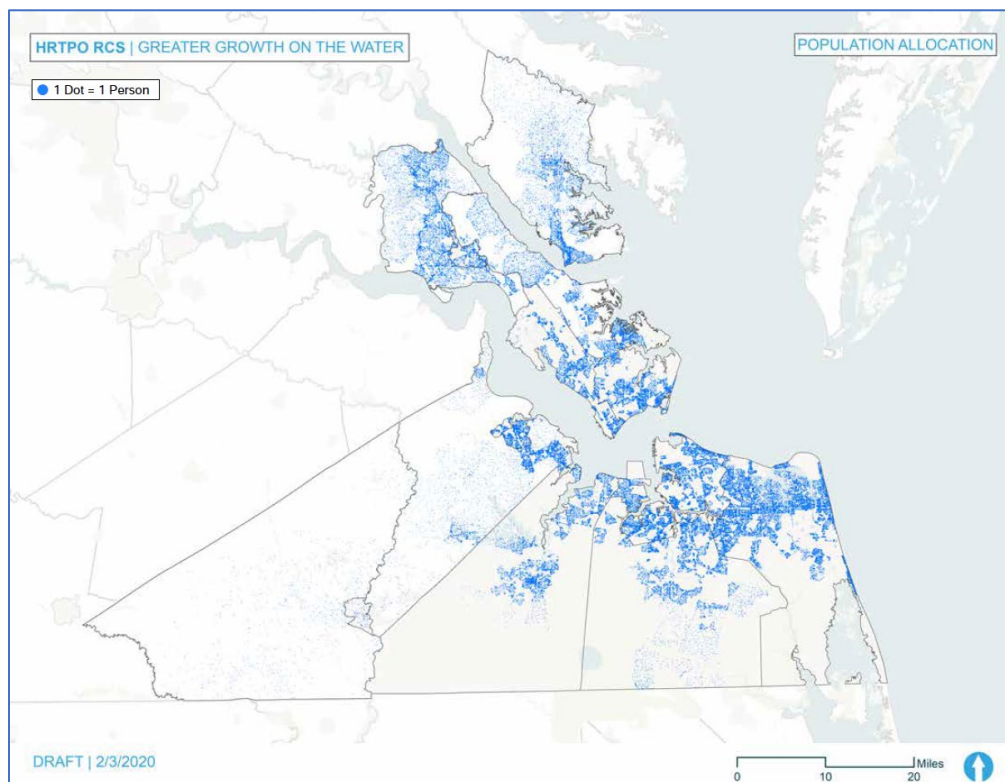 HRTPO RCS | GREATER GROWTH ON THE WATER
POPULATION ALLOCATION
1 Dot = 1 Person
DRAFT | 2/3/2020
Miles
0 10 20